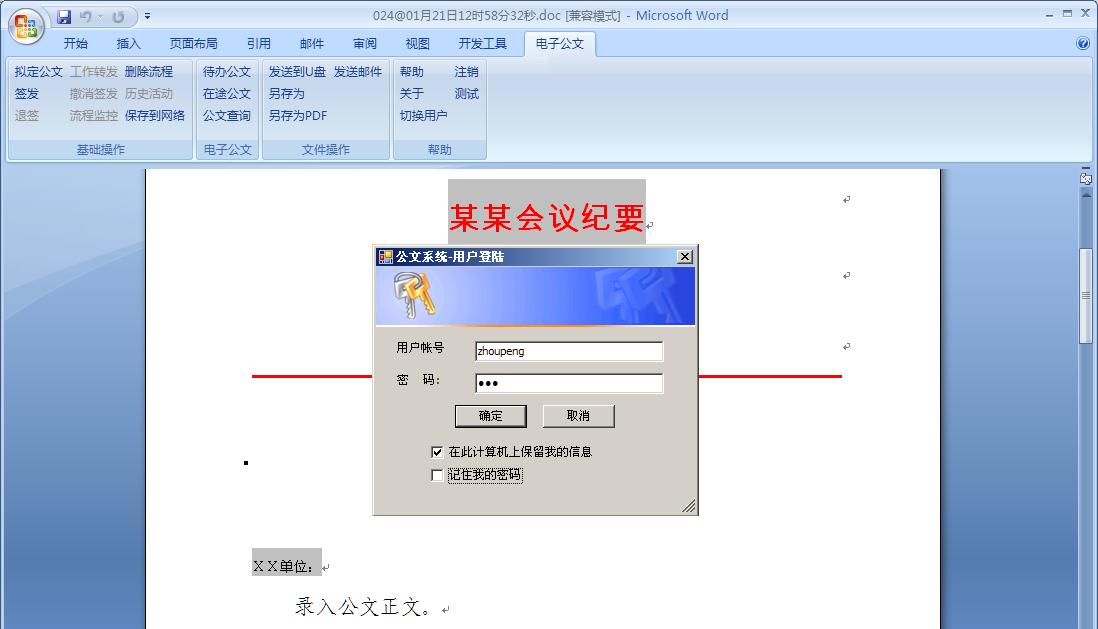 024@01月21日12时58分32秒.doc [兼容模式] - Microsoft Word
开始 插入 页面布局 引用 邮件 审阅 视图 开发工具 电子公文
拟定公文 工作转发 删除流程 待办公文 发送到U盘 发送邮件 帮助 注销
签发 撤消签发 历史活动 在途公文 另存为 关于 测试
退签 流程监控 保存到网络 公文查询 另存为PDF 切换用户
基础操作 电子公文 文件操作 帮助
某某会议纪要
公文系统-用户登陆
用户帐号 zhoupeng
密 码: ●●●
确定 取消
在此计算机上保留我的信息
记住我的密码
ＸＸ单位：
录入公文正文。